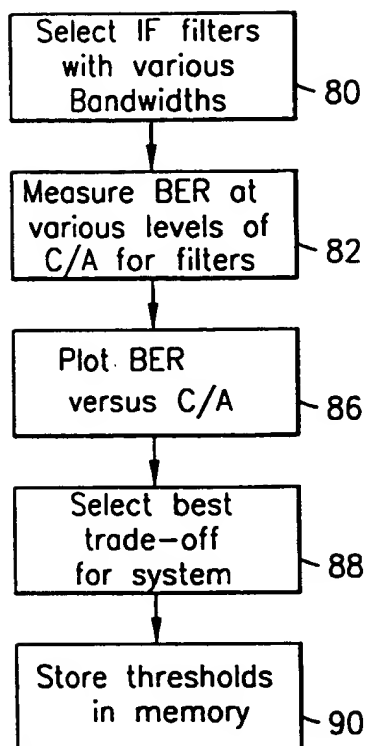 Select IF filters
with various
Bandwidths
80
Measure BER at
various levels of
C/A for filters
82
Plot BER
versus C/A
86
Select best
trade-off
for system
88
Store thresholds
in memory
90